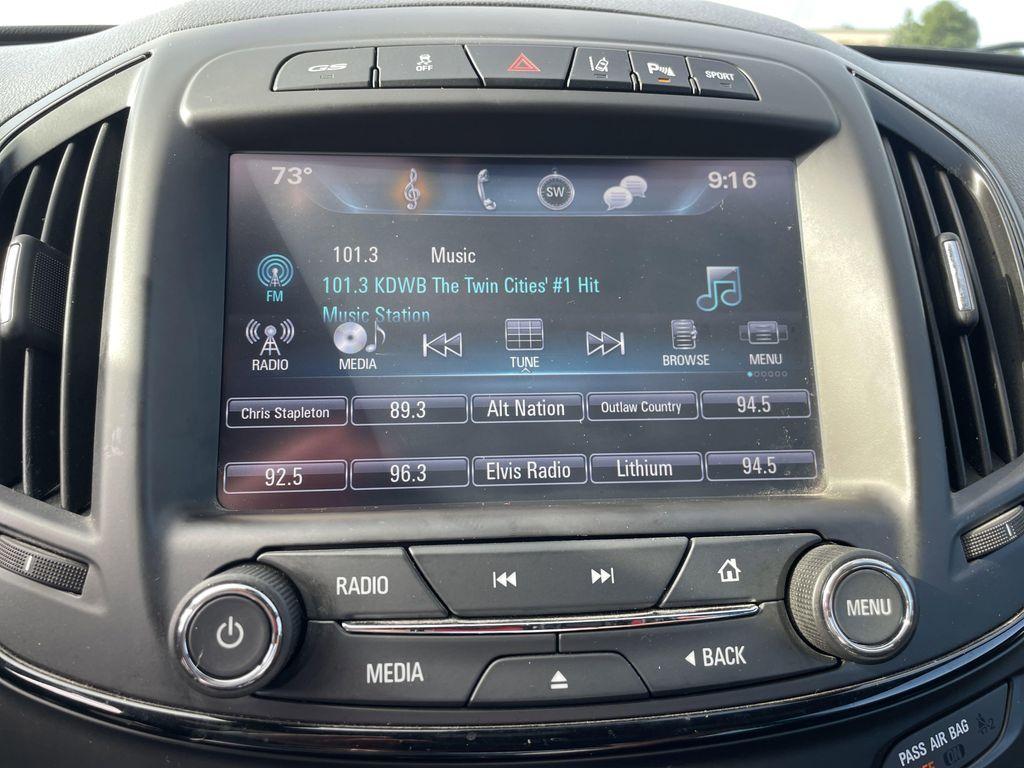 GS
OFF
P
SPORT
73°
SW
9:16
101.3 Music
FM
101.3 KDWB The Twin Cities' #1 Hit
Music Station
RADIO
MEDIA
TUNE
BROWSE
MENU
Chris Stapleton
89.3
Alt Nation
Outlaw Country
94.5
92.5
96.3
Elvis Radio
Lithium
94.5
RADIO
MENU
MEDIA
BACK
PASS AIR BAG
OFF ON